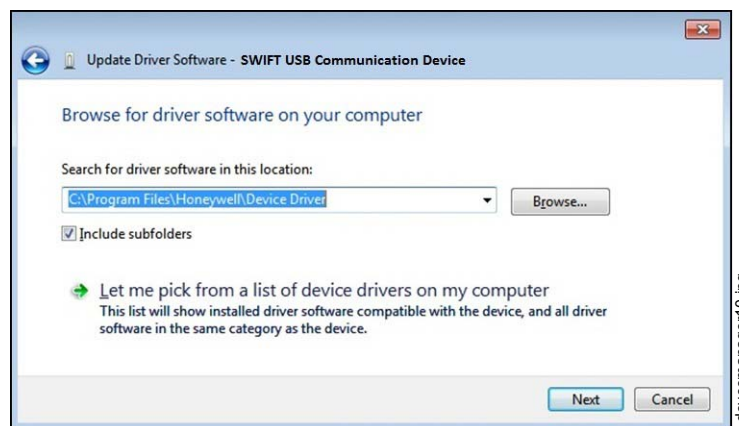 Update Driver Software - SWIFT USB Communication Device
Browse for driver software on your computer
Search for driver software in this location:
C:\Program Files\Honeywell\Device Driver
Browse...
Include subfolders
Let me pick from a list of device drivers on my computer
This list will show installed driver software compatible with the device, and all driver
software in the same category as the device.
Next
Cancel